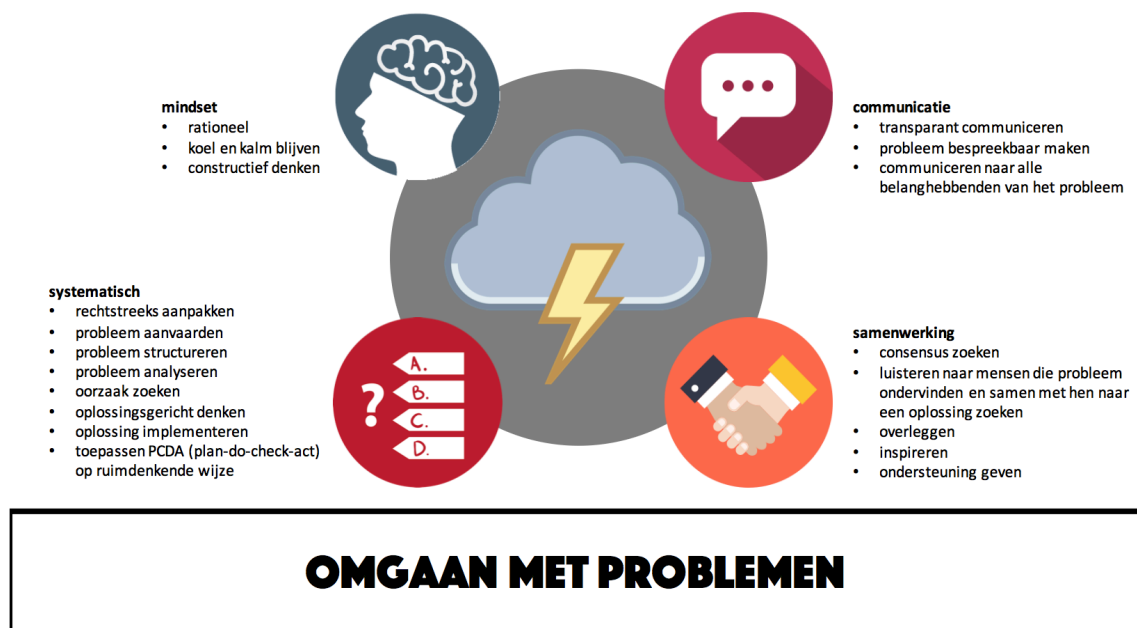 mindset
• rationeel
• koel en kalm blijven
• constructief denken
communicatie
• transparant communiceren
• probleem bespreekbaar maken
• communiceren naar alle
belanghebbenden van het probleem
systematisch
• rechtstreeks aanpakken
• probleem aanvaarden
• probleem structureren
• probleem analyseren
• oorzaak zoeken
• oplossingsgericht denken
• oplossing implementeren
• toepassen PCDA (plan-do-check-act)
op ruimdenkende wijze
?
A.
B.
C.
D.
samenwerking
• consensus zoeken
• luisteren naar mensen die probleem
ondervinden en samen met hen naar
een oplossing zoeken
• overleggen
• inspireren
• ondersteuning geven
OMGAAN MET PROBLEMEN